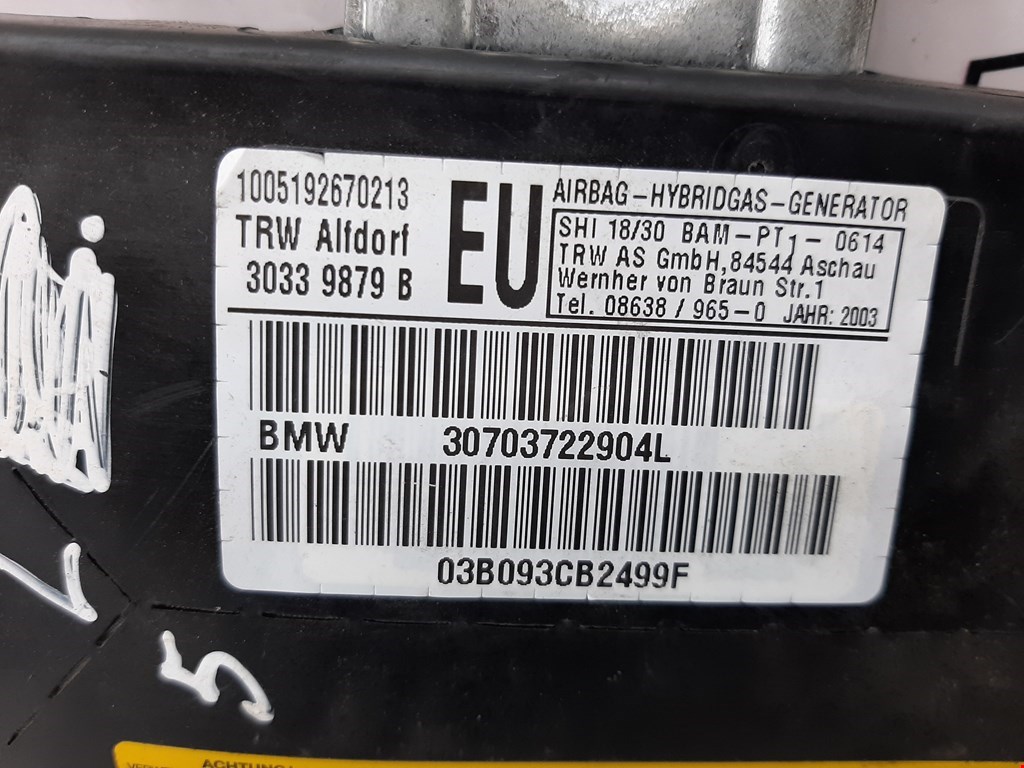 1005192670213
TRW Alfdorf
3033 9879 B
EU
AIRBAG-HYBRIDGAS-GENERATOR
SHI 18/30 BAM-PT1-0614
TRW AS GmbH, 84544 Aschau
Wernher von Braun Str.1
Tel. 08638 / 965-0 JAHR: 2003
BMW 30703722904L
03B093CB2499F
5
ACHTUNG